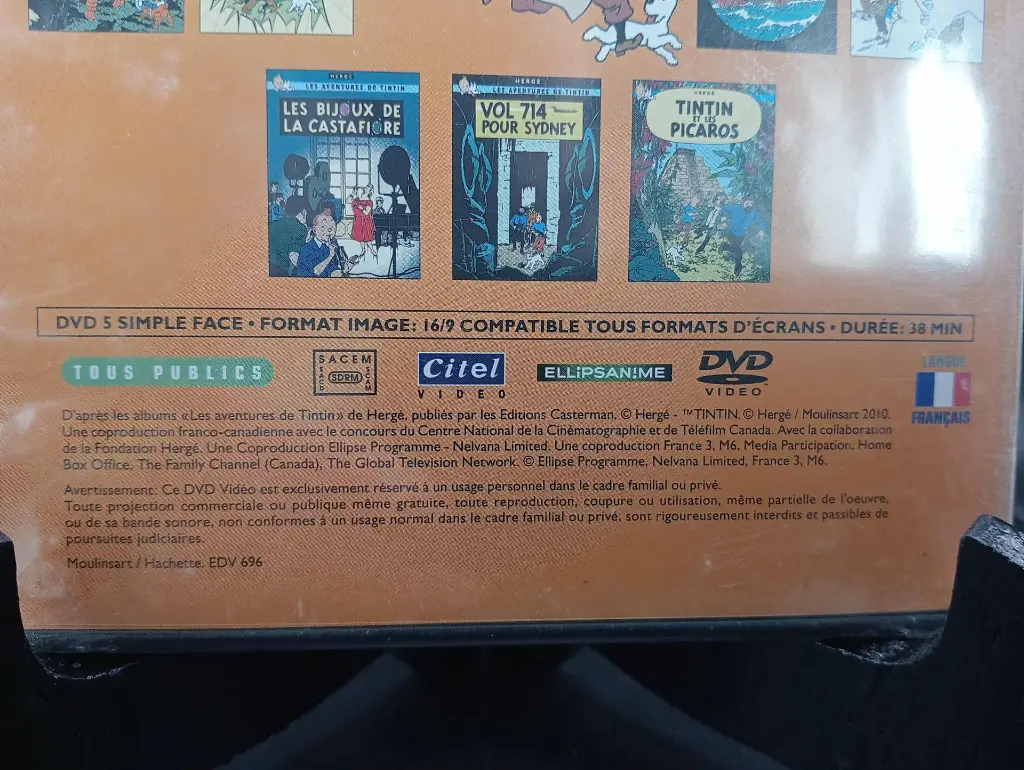 HERGÉ
LES AVENTURES DE TINTIN
LES BIJOUX DE
LA CASTAFIORE
HERGÉ
LES AVENTURES DE TINTIN
VOL 714
POUR SYDNEY
HERGÉ
TINTIN
ET LES
PICAROS
DVD 5 SIMPLE FACE • FORMAT IMAGE: 16/9 COMPATIBLE TOUS FORMATS D'ÉCRANS • DURÉE: 38 MIN
TOUS PUBLICS
SACEM
SACD
SDRM
SCAM
Citel
VIDEO
ELLiPSAN!ME
DVD
VIDEO
LANGUE
FRANÇAIS
D'après les albums «Les aventures de Tintin» de Hergé, publiés par les Editions Casterman. © Hergé - ™TINTIN. © Hergé / Moulinsart 2010.
Une coproduction franco-canadienne avec le concours du Centre National de la Cinématographie et de Téléfilm Canada. Avec la collaboration
de la Fondation Hergé. Une Coproduction Ellipse Programme - Nelvana Limited. Une coproduction France 3, M6, Media Participation, Home
Box Office, The Family Channel (Canada), The Global Television Network. © Ellipse Programme, Nelvana Limited, France 3, M6.
Avertissement: Ce DVD Vidéo est exclusivement réservé à un usage personnel dans le cadre familial ou privé.
Toute projection commerciale ou publique même gratuite, toute reproduction, coupure ou utilisation, même partielle de l'oeuvre,
ou de sa bande sonore, non conformes à un usage normal dans le cadre familial ou privé, sont rigoureusement interdits et passibles de
poursuites judiciaires.
Moulinsart / Hachette. EDV 696